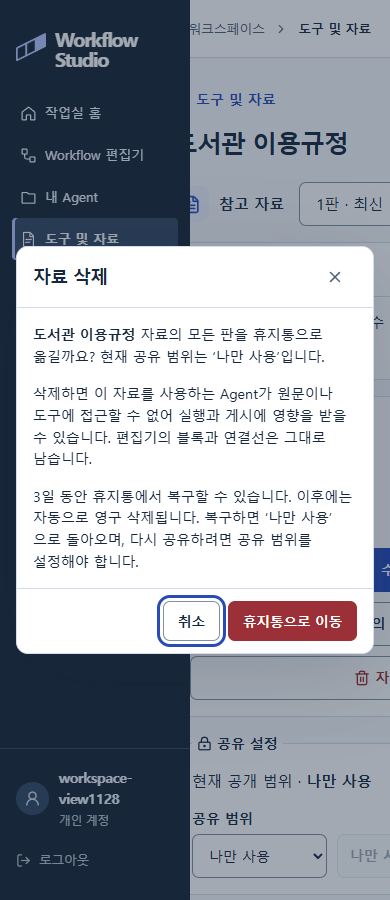 Workflow
Studio
워크스페이스 > 도구 및 자료
작업실 홈
도구 및 자료
Workflow 편집기
도서관 이용규정
내 Agent
참고 자료
1판 · 최신
도구 및 자료
자료 삭제
도서관 이용규정 자료의 모든 판을 휴지통으로
옮길까요? 현재 공유 범위는 ‘나만 사용’입니다.
삭제하면 이 자료를 사용하는 Agent가 원문이나
도구에 접근할 수 없어 실행과 게시에 영향을 받을
수 있습니다. 편집기의 블록과 연결선은 그대로
남습니다.
3일 동안 휴지통에서 복구할 수 있습니다. 이후에는
자동으로 영구 삭제됩니다. 복구하면 ‘나만 사용’
으로 돌아오며, 다시 공유하려면 공유 범위를
설정해야 합니다.
취소
휴지통으로 이동
공유 설정
현재 공개 범위 · 나만 사용
공유 범위
나만 사용
workspace-
view1128
개인 계정
로그아웃